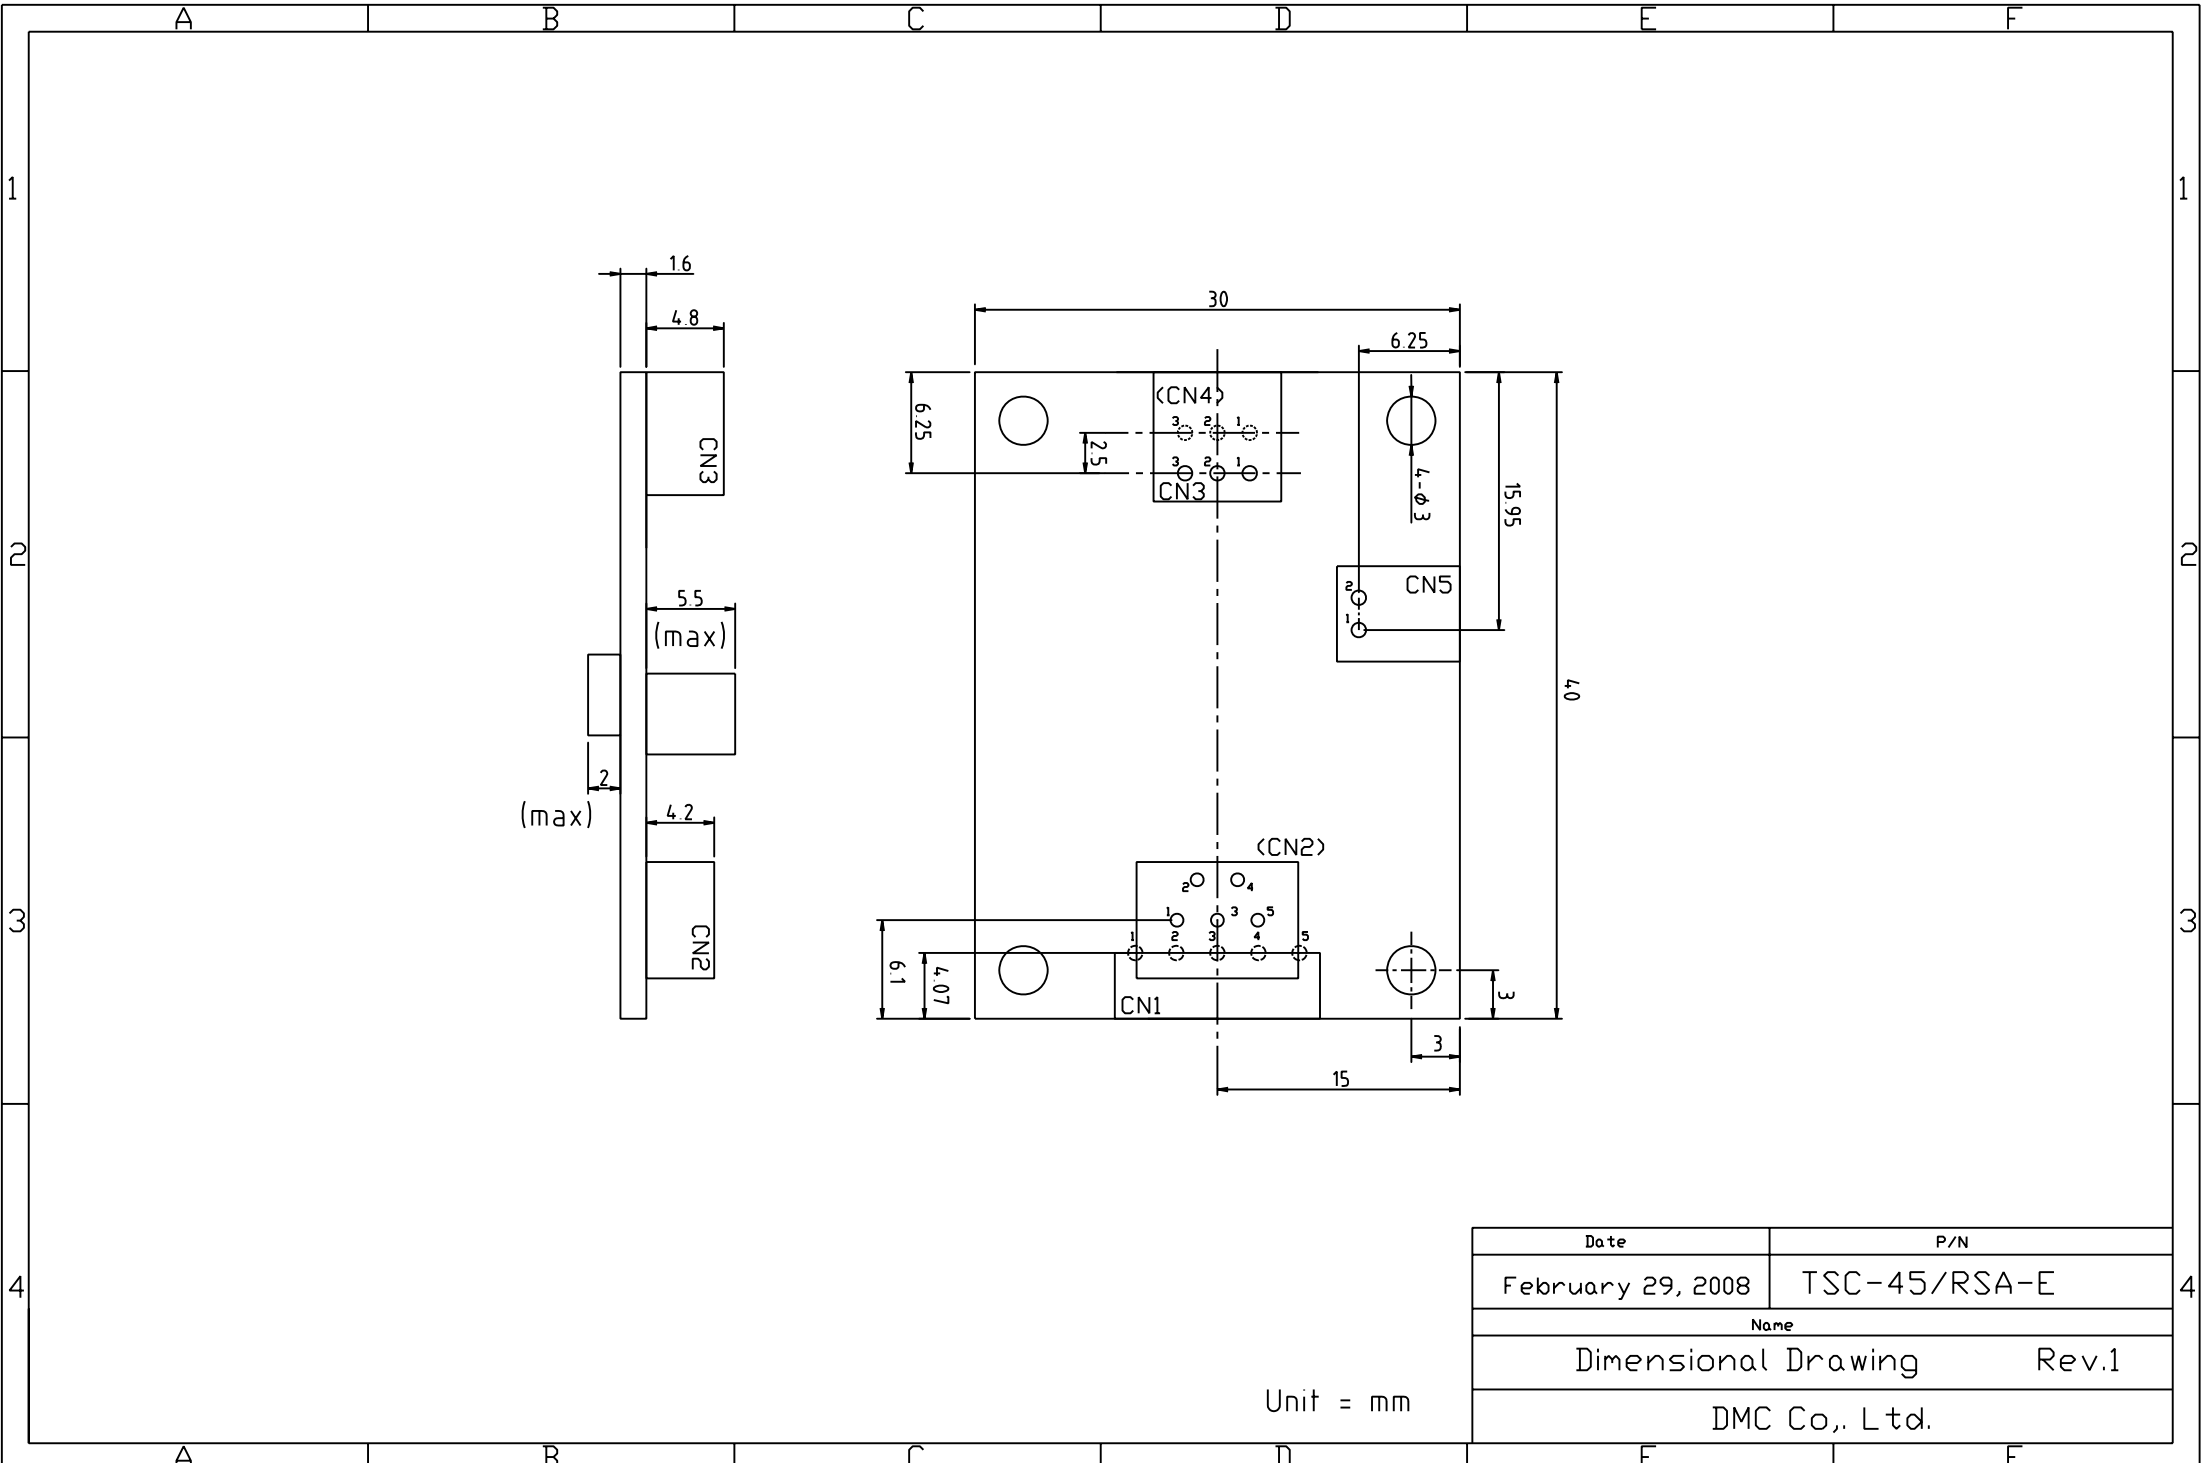 A B C D E F
1 1
1.6
4.8
30
6.25
(CN4)
3 2 1
6.25
2.5
3 2 1
CN3
CN3
4-φ3
15.95
2 2
CN5
2
1
5.5
(max)
40
2
(max)
4.2
(CN2)
2 4
1 3 5
1 2 3 4 5
3 3
CN2
6.1
4.07
CN1
3
3
15
Date P/N
February 29, 2008 TSC-45/RSA-E
4 4
Name
Dimensional Drawing Rev.1
Unit = mm
DMC Co,. Ltd.
A B C D E F